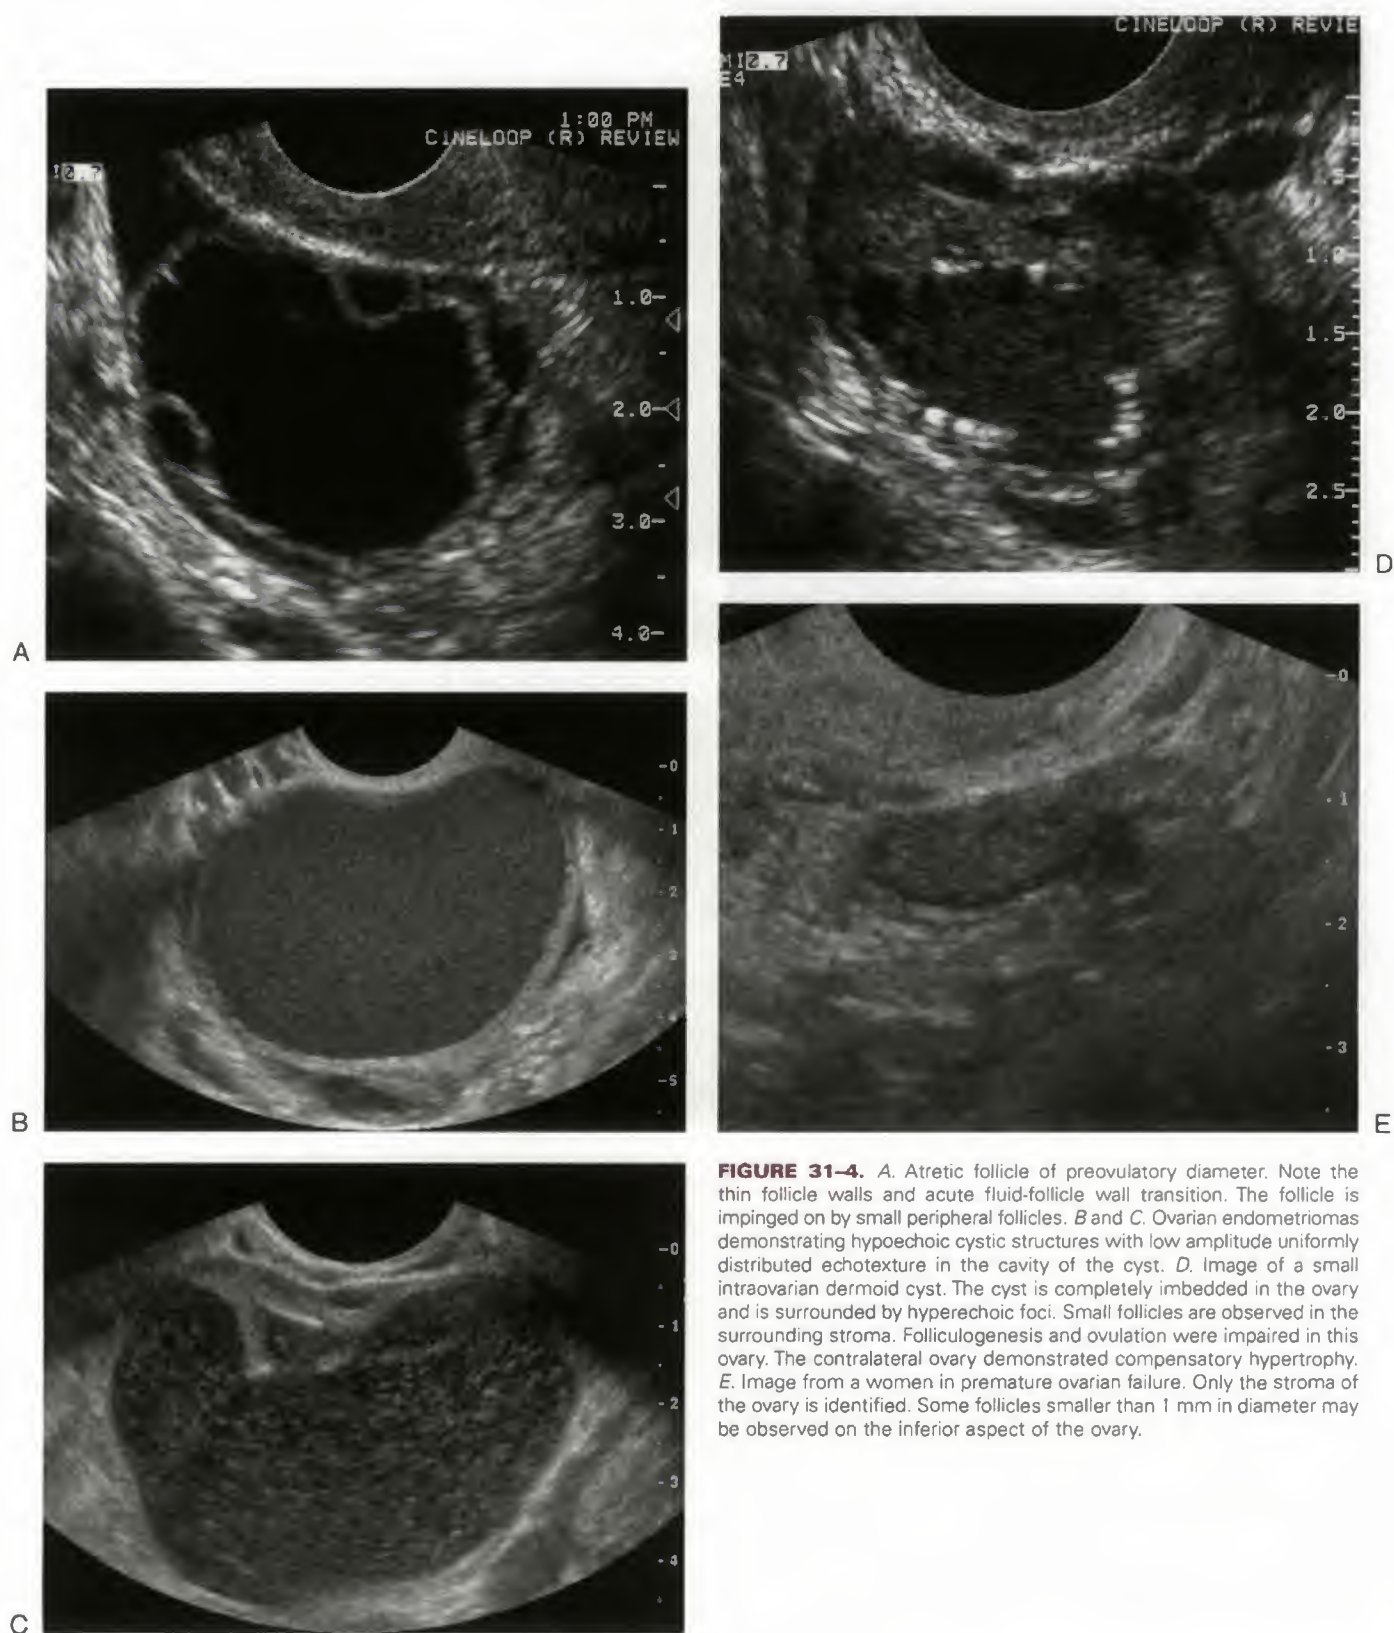 1:00 PM
CINELOOP (R) REVIEW
0.7
1.0
2.0
3.0
4.0
A
CINELOOP (R) REVIE
MI 0.7
E4
1.0
1.5
2.0
2.5
D
0
1
2
5
B
0
1
2
3
E
0
1
2
3
4
C
FIGURE 31–4. A. Atretic follicle of preovulatory diameter. Note the
thin follicle walls and acute fluid-follicle wall transition. The follicle is
impinged on by small peripheral follicles. B and C. Ovarian endometriomas
demonstrating hypoechoic cystic structures with low amplitude uniformly
distributed echotexture in the cavity of the cyst. D. Image of a small
intraovarian dermoid cyst. The cyst is completely imbedded in the ovary
and is surrounded by hyperechoic foci. Small follicles are observed in the
surrounding stroma. Folliculogenesis and ovulation were impaired in this
ovary. The contralateral ovary demonstrated compensatory hypertrophy.
E. Image from a women in premature ovarian failure. Only the stroma of
the ovary is identified. Some follicles smaller than 1 mm in diameter may
be observed on the inferior aspect of the ovary.